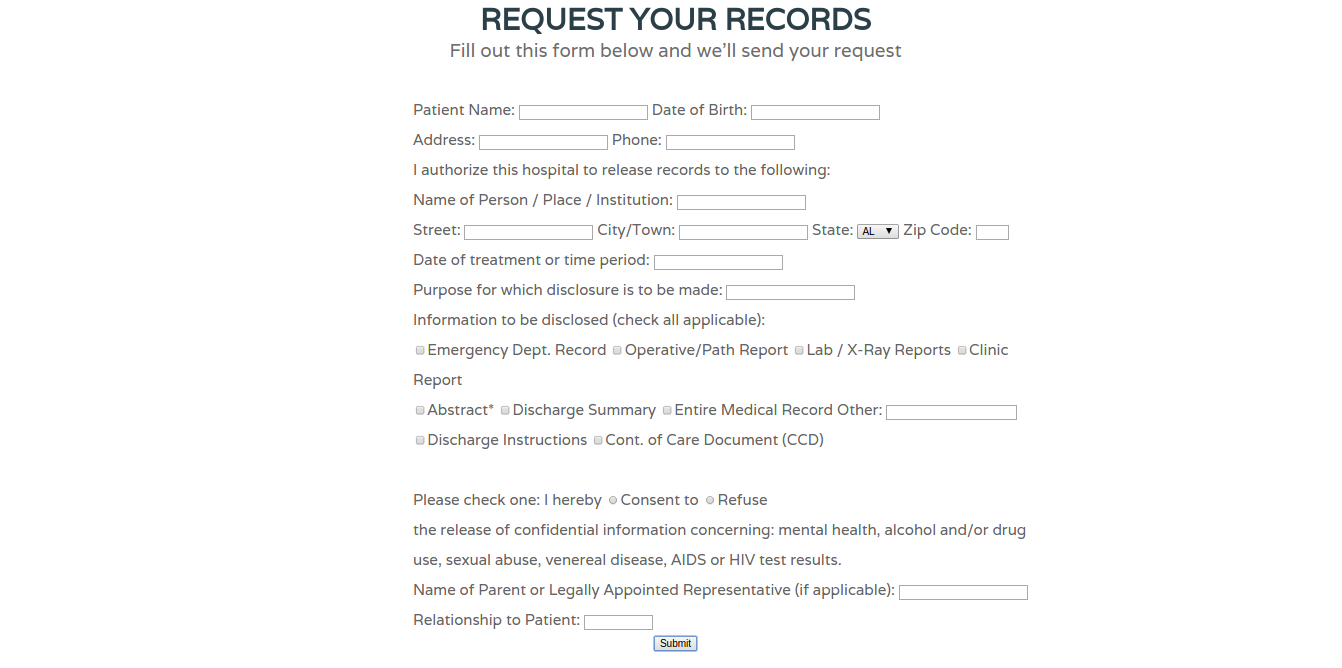 REQUEST YOUR RECORDS
Fill out this form below and we'll send your request
Patient Name: Date of Birth:
Address: Phone:
I authorize this hospital to release records to the following:
Name of Person / Place / Institution:
Street: City/Town: State: AL Zip Code:
Date of treatment or time period:
Purpose for which disclosure is to be made:
Information to be disclosed (check all applicable):
Emergency Dept. Record Operative/Path Report Lab / X-Ray Reports Clinic
Report
Abstract* Discharge Summary Entire Medical Record Other:
Discharge Instructions Cont. of Care Document (CCD)
Please check one: I hereby Consent to Refuse
the release of confidential information concerning: mental health, alcohol and/or drug
use, sexual abuse, venereal disease, AIDS or HIV test results.
Name of Parent or Legally Appointed Representative (if applicable):
Relationship to Patient:
Submit